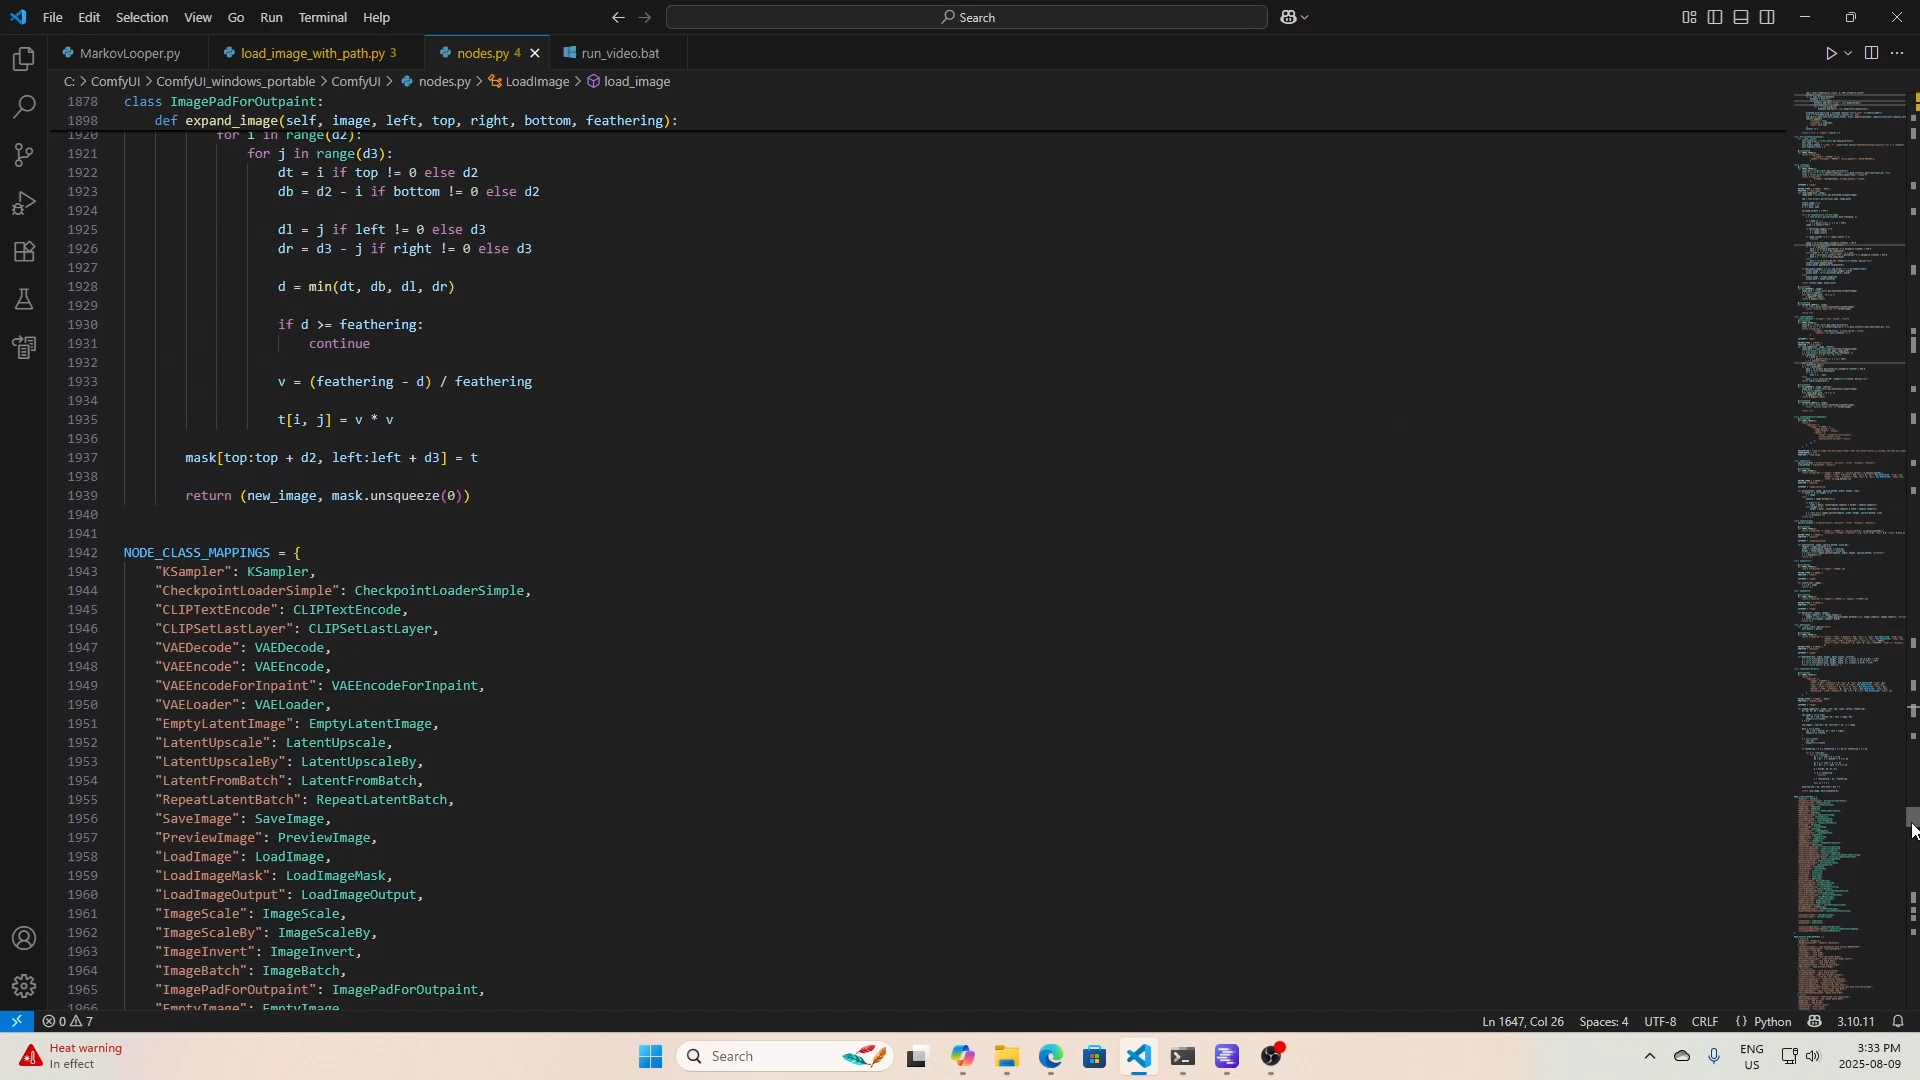 File Edit Selection View Go Run Terminal Help
Search
MarkovLooper.py load_image_with_path.py 3 nodes.py 4 run_video.bat
C: > ComfyUI > ComfyUI_windows_portable > ComfyUI > nodes.py > LoadImage > load_image
1878 class ImagePadForOutpaint:
1898 def expand_image(self, image, left, top, right, bottom, feathering):
1920 for i in range(d2):
1921 for j in range(d3):
1922 dt = i if top != 0 else d2
1923 db = d2 - i if bottom != 0 else d2
1924
1925 dl = j if left != 0 else d3
1926 dr = d3 - j if right != 0 else d3
1927
1928 d = min(dt, db, dl, dr)
1929
1930 if d >= feathering:
1931 continue
1932
1933 v = (feathering - d) / feathering
1934
1935 t[i, j] = v * v
1936
1937 mask[top:top + d2, left:left + d3] = t
1938
1939 return (new_image, mask.unsqueeze(0))
1940
1941
1942 NODE_CLASS_MAPPINGS = {
1943 "KSampler": KSampler,
1944 "CheckpointLoaderSimple": CheckpointLoaderSimple,
1945 "CLIPTextEncode": CLIPTextEncode,
1946 "CLIPSetLastLayer": CLIPSetLastLayer,
1947 "VAEDecode": VAEDecode,
1948 "VAEEncode": VAEEncode,
1949 "VAEEncodeForInpaint": VAEEncodeForInpaint,
1950 "VAELoader": VAELoader,
1951 "EmptyLatentImage": EmptyLatentImage,
1952 "LatentUpscale": LatentUpscale,
1953 "LatentUpscaleBy": LatentUpscaleBy,
1954 "LatentFromBatch": LatentFromBatch,
1955 "RepeatLatentBatch": RepeatLatentBatch,
1956 "SaveImage": SaveImage,
1957 "PreviewImage": PreviewImage,
1958 "LoadImage": LoadImage,
1959 "LoadImageMask": LoadImageMask,
1960 "LoadImageOutput": LoadImageOutput,
1961 "ImageScale": ImageScale,
1962 "ImageScaleBy": ImageScaleBy,
1963 "ImageInvert": ImageInvert,
1964 "ImageBatch": ImageBatch,
1965 "ImagePadForOutpaint": ImagePadForOutpaint,
1966 "EmptyImage": EmptyImage
0 7 Ln 1647, Col 26 Spaces: 4 UTF-8 CRLF {} Python 3.10.11
Heat warning
In effect
Search
ENG
US
3:33 PM
2025-08-09